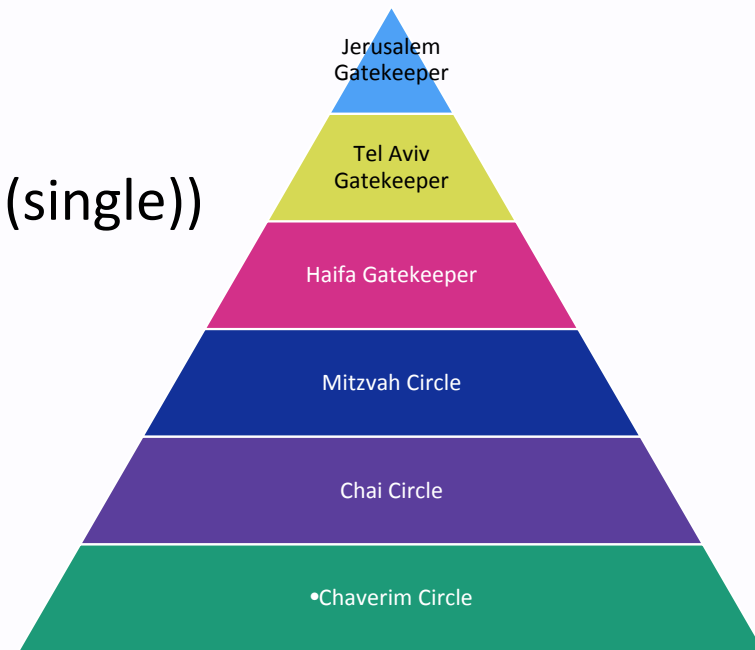 Jerusalem
Gatekeeper
Tel Aviv
Gatekeeper
(single))
Haifa Gatekeeper
Mitzvah Circle
Chai Circle
•Chaverim Circle